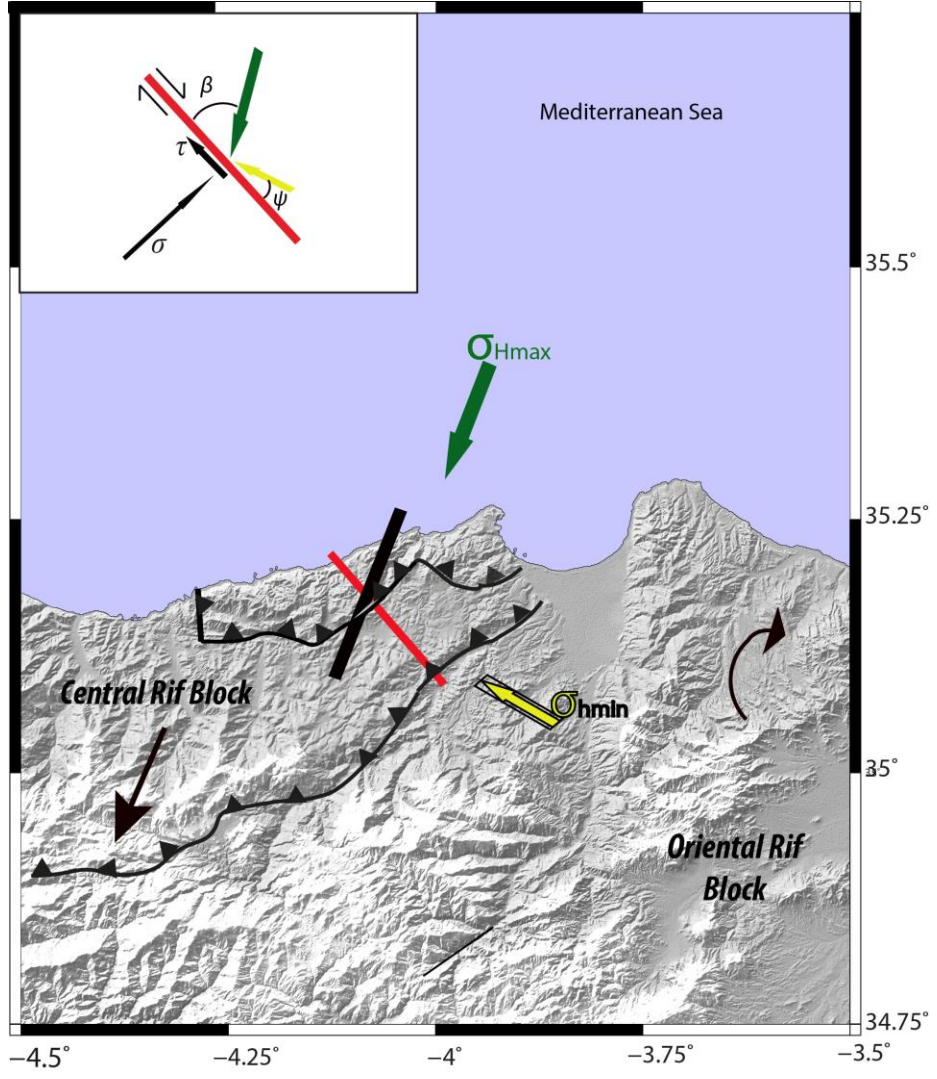 β
τ
ψ
σ
Mediterranean Sea
35.5°
σHmax
35.25°
Central Rif Block
σhmin
35°
Oriental Rif
Block
34.75°
−4.5°
−4.25°
−4°
−3.75°
−3.5°